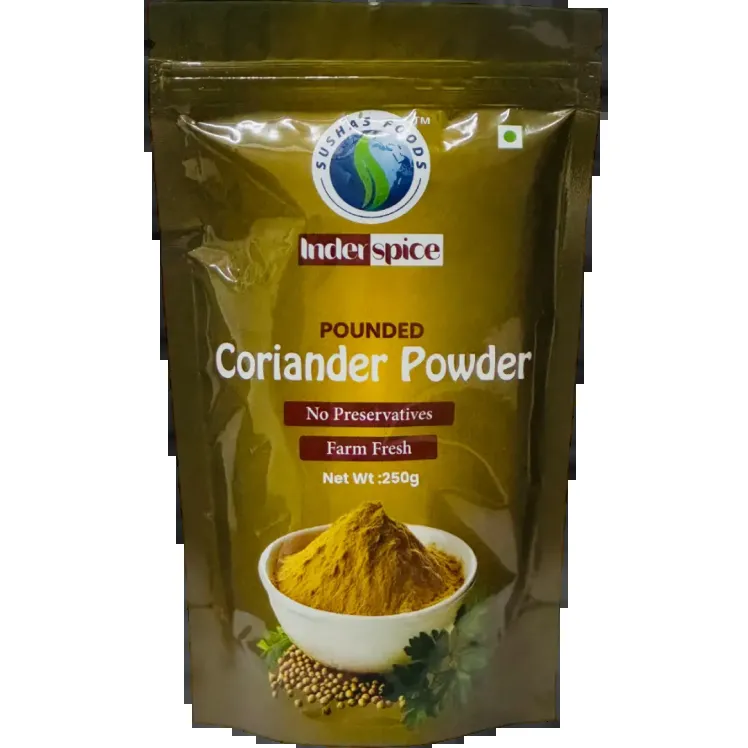 SUSHA'S FOODS
TM
Inderspice
POUNDED
Coriander Powder
No Preservatives
Farm Fresh
Net Wt :250g